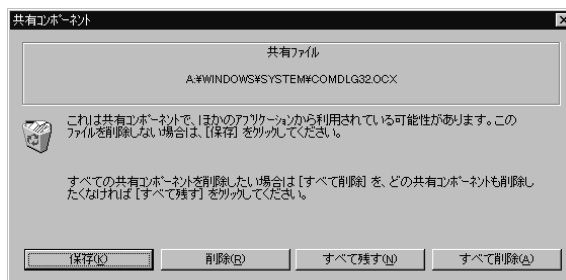 共有ｺﾝﾎﾟｰﾈﾝﾄ
共有ﾌｧｲﾙ
A:¥WINDOWS¥SYSTEM¥COMDLG32.OCX
これは共有ｺﾝﾎﾟｰﾈﾝﾄで、ほかのｱﾌﾟﾘｹｰｼｮﾝから利用されている可能性があります。この
ﾌｧｲﾙを削除しない場合は、[保存] をｸﾘｯｸしてください。
すべての共有ｺﾝﾎﾟｰﾈﾝﾄを削除したい場合は [すべて削除] を、どの共有ｺﾝﾎﾟｰﾈﾝﾄも削除し
たくなければ [すべて残す] をｸﾘｯｸしてください。
保存(K)
削除(R)
すべて残す(N)
すべて削除(A)